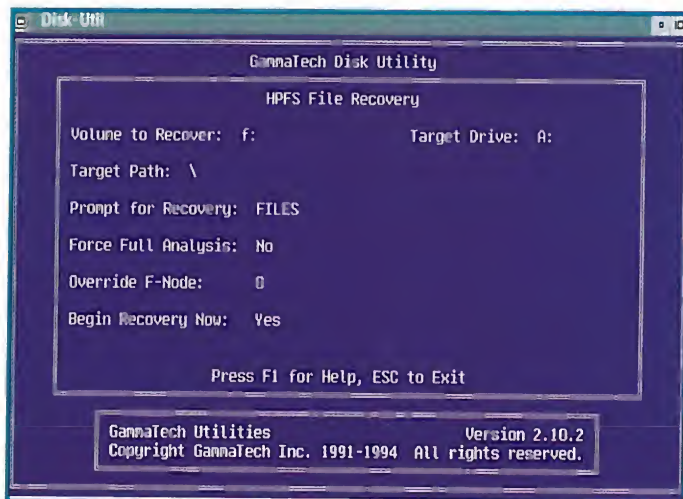 Disk-Util
GammaTech Disk Utility
HPFS File Recovery
Volume to Recover: f: Target Drive: A:
Target Path: \
Prompt for Recovery: FILES
Force Full Analysis: No
Override F-Node: 0
Begin Recovery Now: Yes
Press F1 for Help, ESC to Exit
GammaTech Utilities Version 2.10.2
Copyright GammaTech Inc. 1991-1994 All rights reserved.